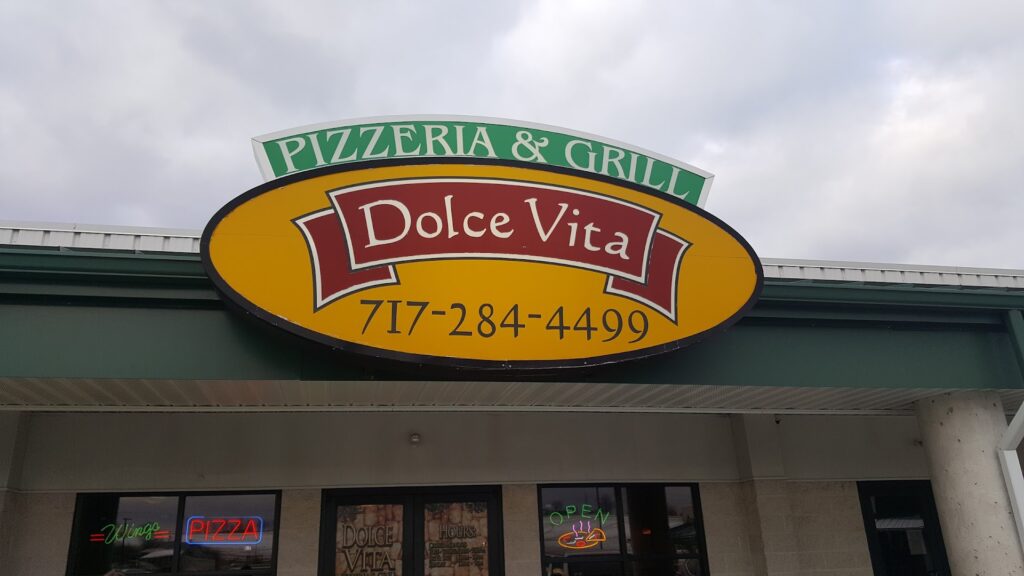 PIZZERIA & GRILL
Dolce Vita
717-284-4499
Wings
PIZZA
DOLCE
VITA
HOURS:
OPEN